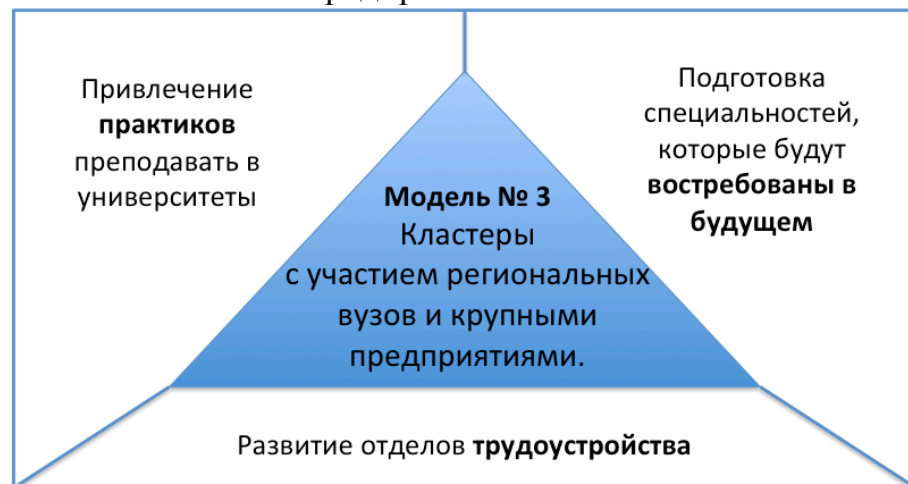 Привлечение
практиков
преподавать в
университеты
Подготовка
специальностей,
которые будут
востребованы в
будущем
Модель № 3
Кластеры
с участием региональных
вузов и крупными
предприятиями.
Развитие отделов трудоустройства